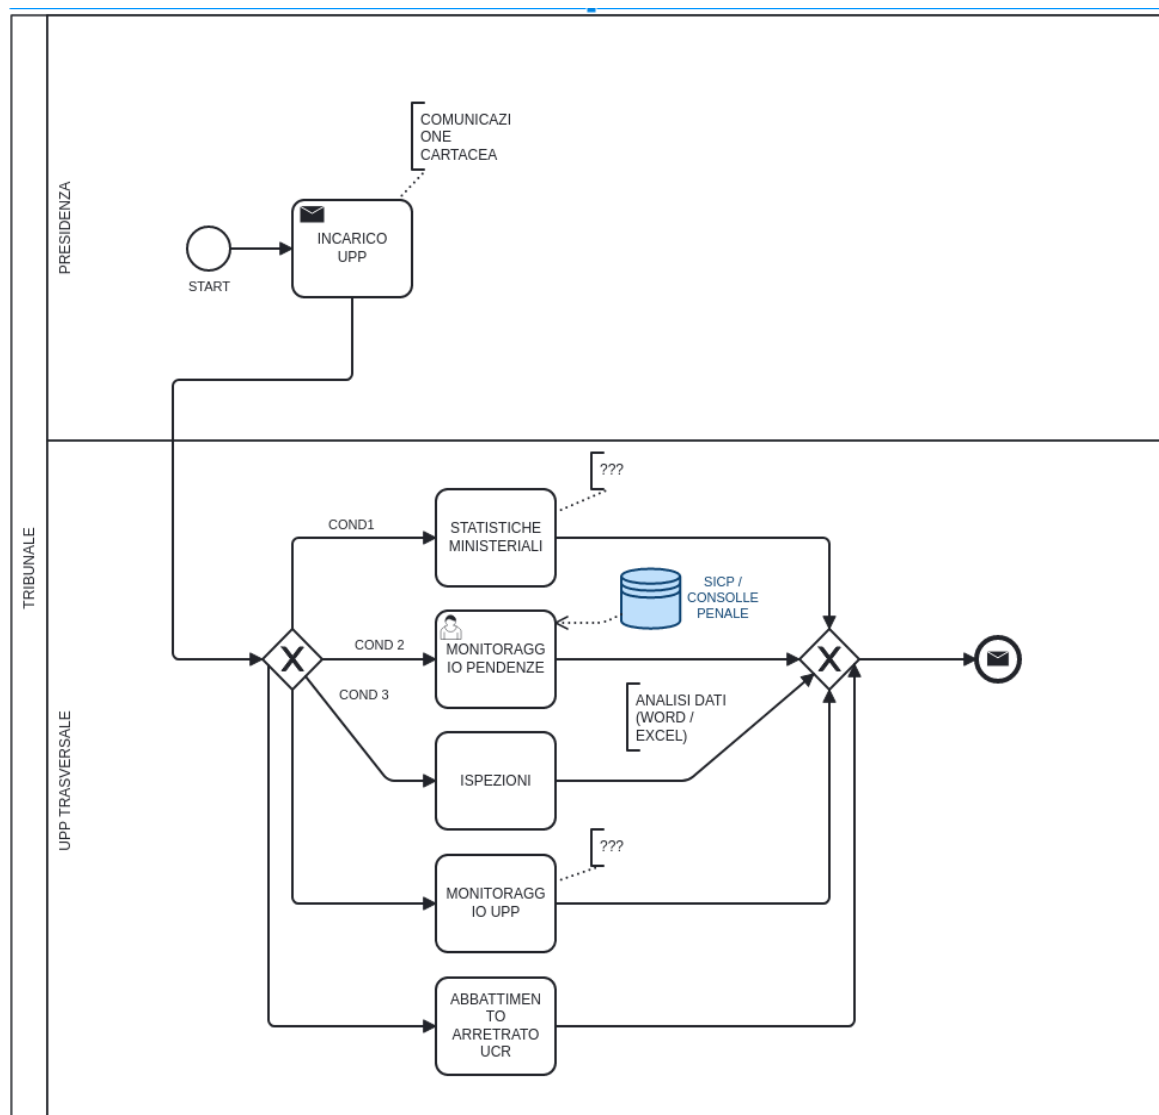 COMUNICAZI
ONE
CARTACEA
INCARICO
UPP
START
PRESIDENZA
TRIBUNALE
UPP TRASVERSALE
???
COND1
STATISTICHE
MINISTERIALI
SICP /
CONSOLLE
PENALE
COND 2
MONITORAGG
IO PENDENZE
COND 3
ANALISI DATI
(WORD /
EXCEL)
ISPEZIONI
???
MONITORAGG
IO UPP
ABBATTIMEN
TO
ARRETRATO
UCR